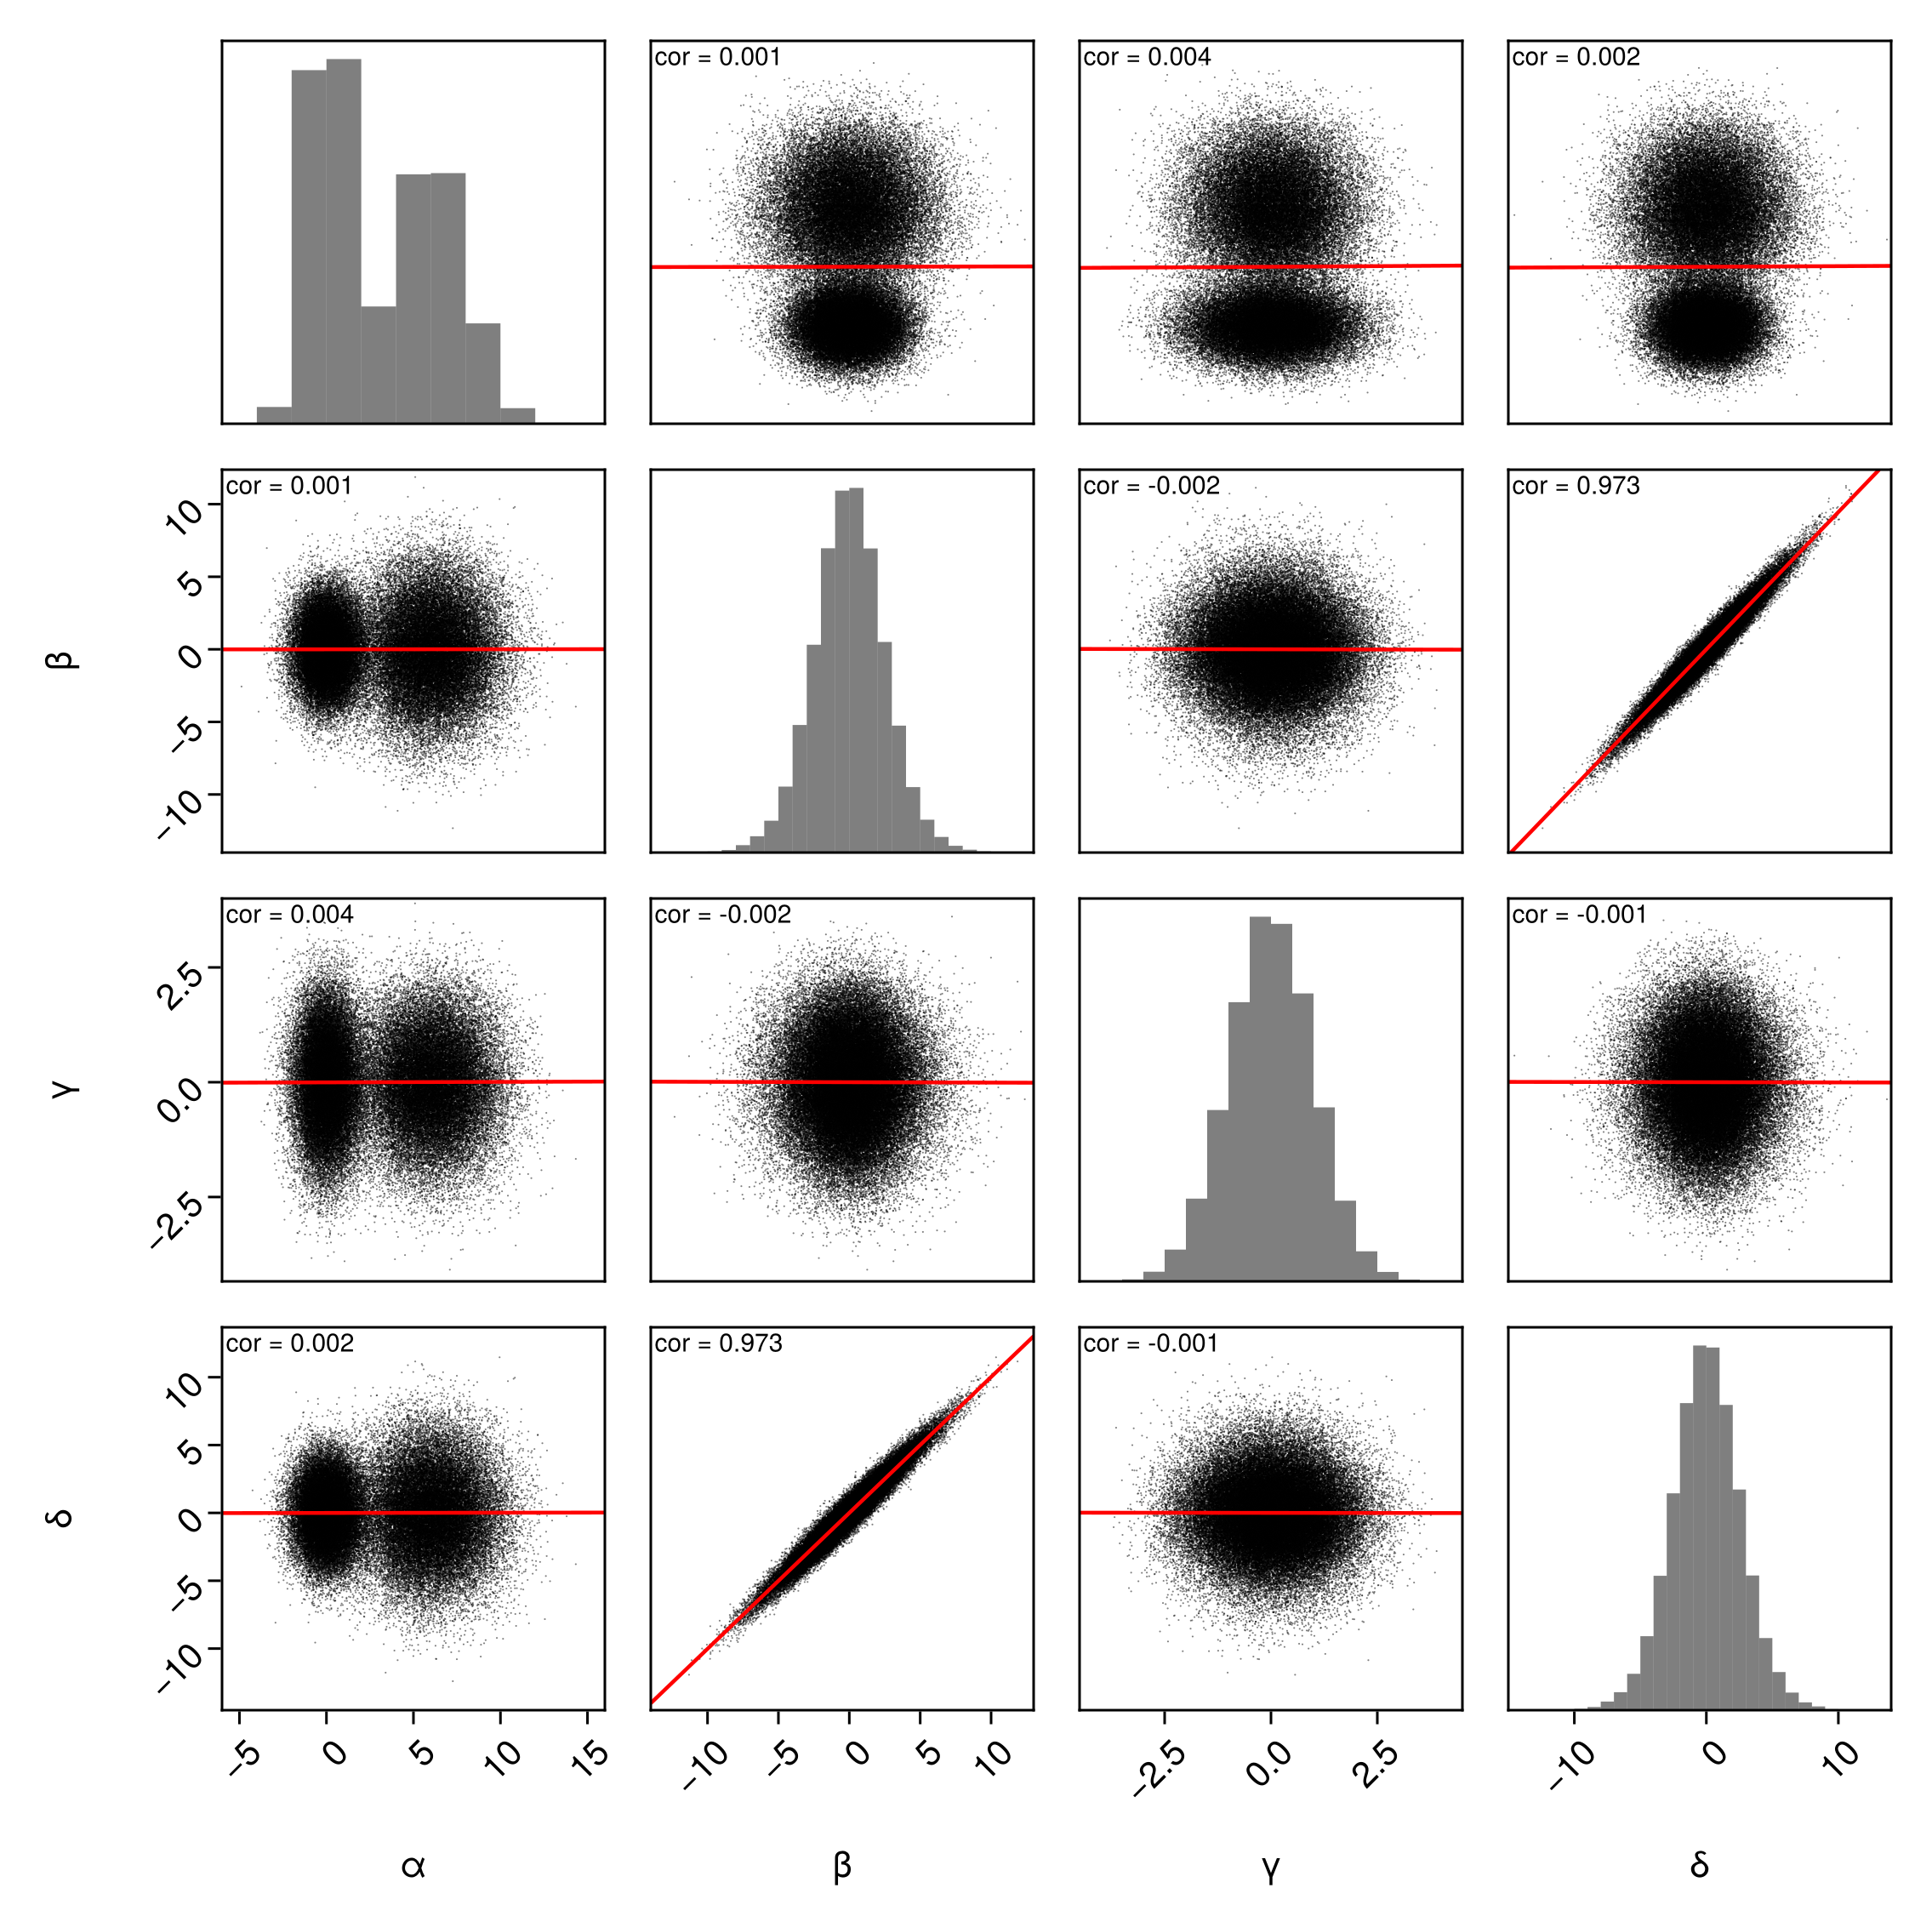 cor = 0.001
cor = 0.004
cor = 0.002
β
10
5
0
−5
−10
cor = 0.001
cor = -0.002
cor = 0.973
γ
2.5
0.0
−2.5
cor = 0.004
cor = -0.002
cor = -0.001
δ
10
5
0
−5
−10
cor = 0.002
cor = 0.973
cor = -0.001
−5 0 5 10 15
−10 −5 0 5 10
−2.5 0.0 2.5
−10 0 10
α
β
γ
δ